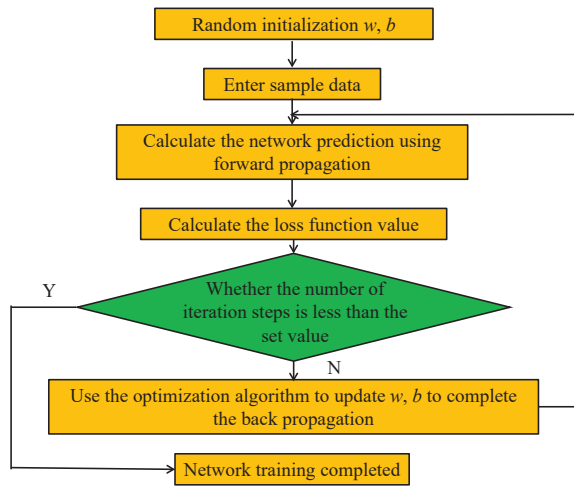 Random initialization w, b
Enter sample data
Calculate the network prediction using
forward propagation
Calculate the loss function value
Whether the number of
iteration steps is less than the
set value
Y
N
Use the optimization algorithm to update w, b to complete
the back propagation
Network training completed